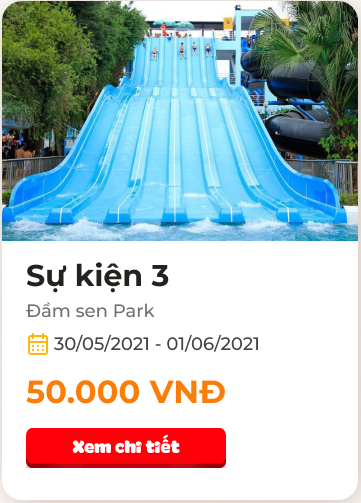 Sự kiện 3
Đầm sen Park
30/05/2021 - 01/06/2021
50.000 VNĐ
Xem chi tiết